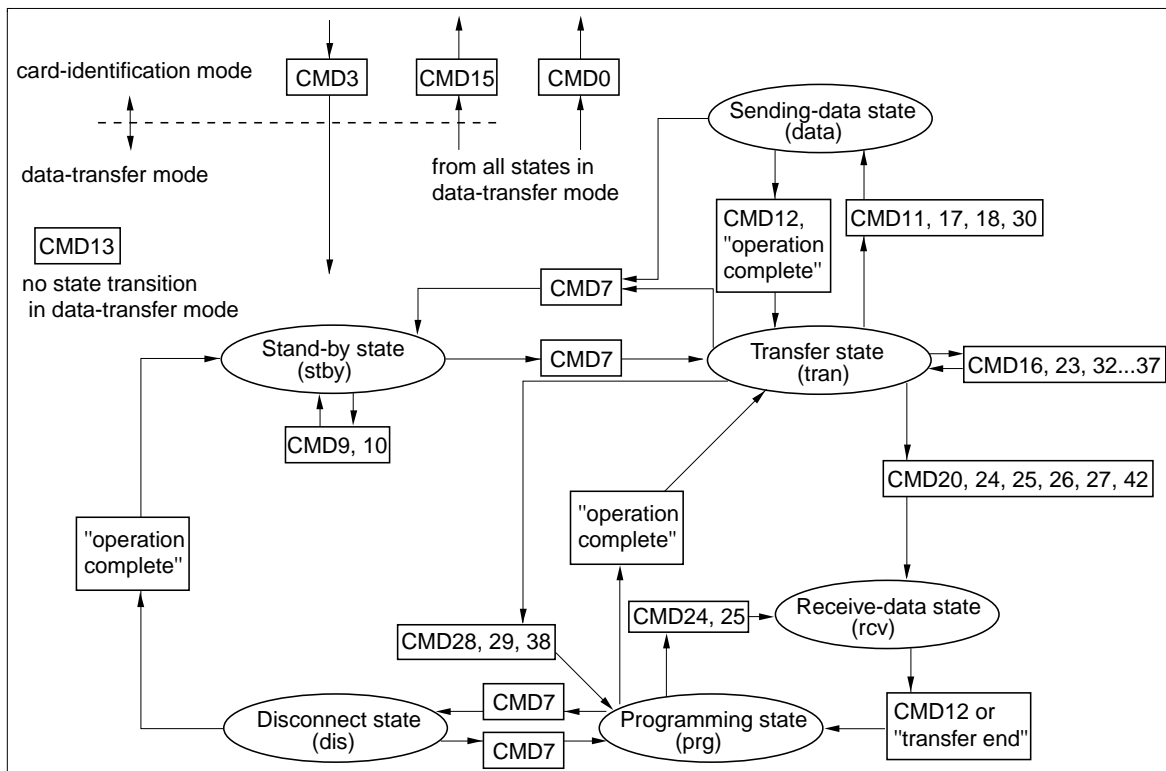 card-identification mode
CMD3
CMD15
CMD0
data-transfer mode
from all states in
data-transfer mode
CMD13
no state transition
in data-transfer mode
Sending-data state
(data)
CMD12,
"operation
complete"
CMD11, 17, 18, 30
CMD7
Stand-by state
(stby)
CMD7
Transfer state
(tran)
CMD16, 23, 32...37
CMD9, 10
CMD20, 24, 25, 26, 27, 42
"operation
complete"
"operation
complete"
Receive-data state
(rcv)
CMD24, 25
CMD28, 29, 38
CMD7
Disconnect state
(dis)
CMD7
Programming state
(prg)
CMD12 or
"transfer end"